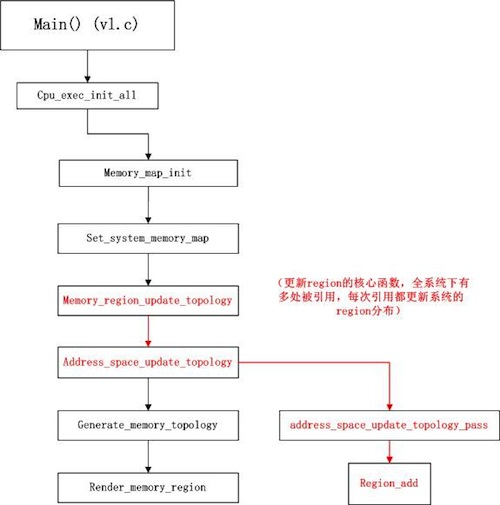 Main() (vl.c)
Cpu_exec_init_all
Memory_map_init
Set_system_memory_map
Memory_region_update_topology
(更新region的核心函数，全系统下有
多处被引用，每次引用都更新系统的
region分布)
Address_space_update_topology
Generate_memory_topology
address_space_update_topology_pass
Render_memory_region
Region_add